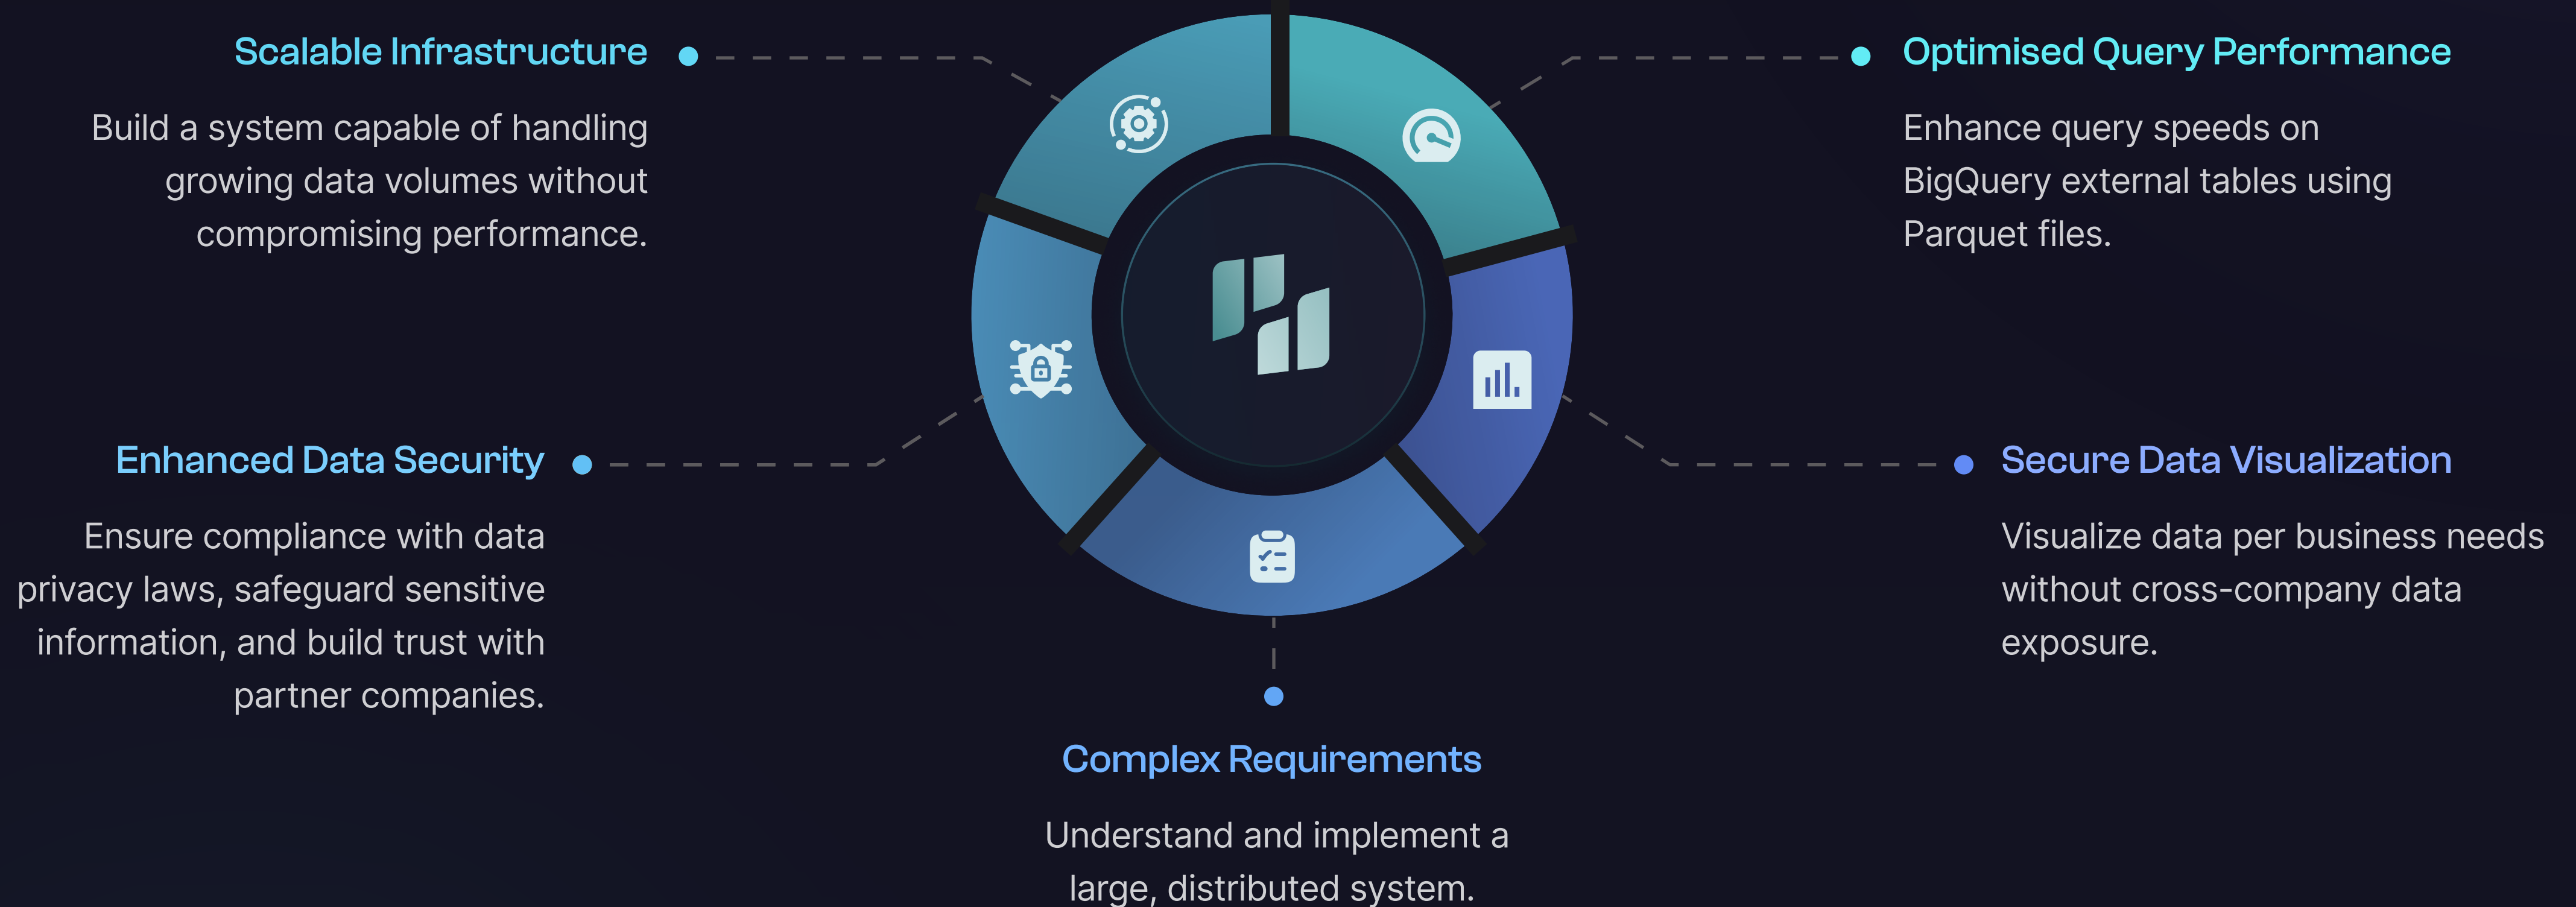 Scalable Infrastructure
Build a system capable of handling
growing data volumes without
compromising performance.
Optimised Query Performance
Enhance query speeds on
BigQuery external tables using
Parquet files.
Enhanced Data Security
Ensure compliance with data
privacy laws, safeguard sensitive
information, and build trust with
partner companies.
Secure Data Visualization
Visualize data per business needs
without cross-company data
exposure.
Complex Requirements
Understand and implement a
large, distributed system.